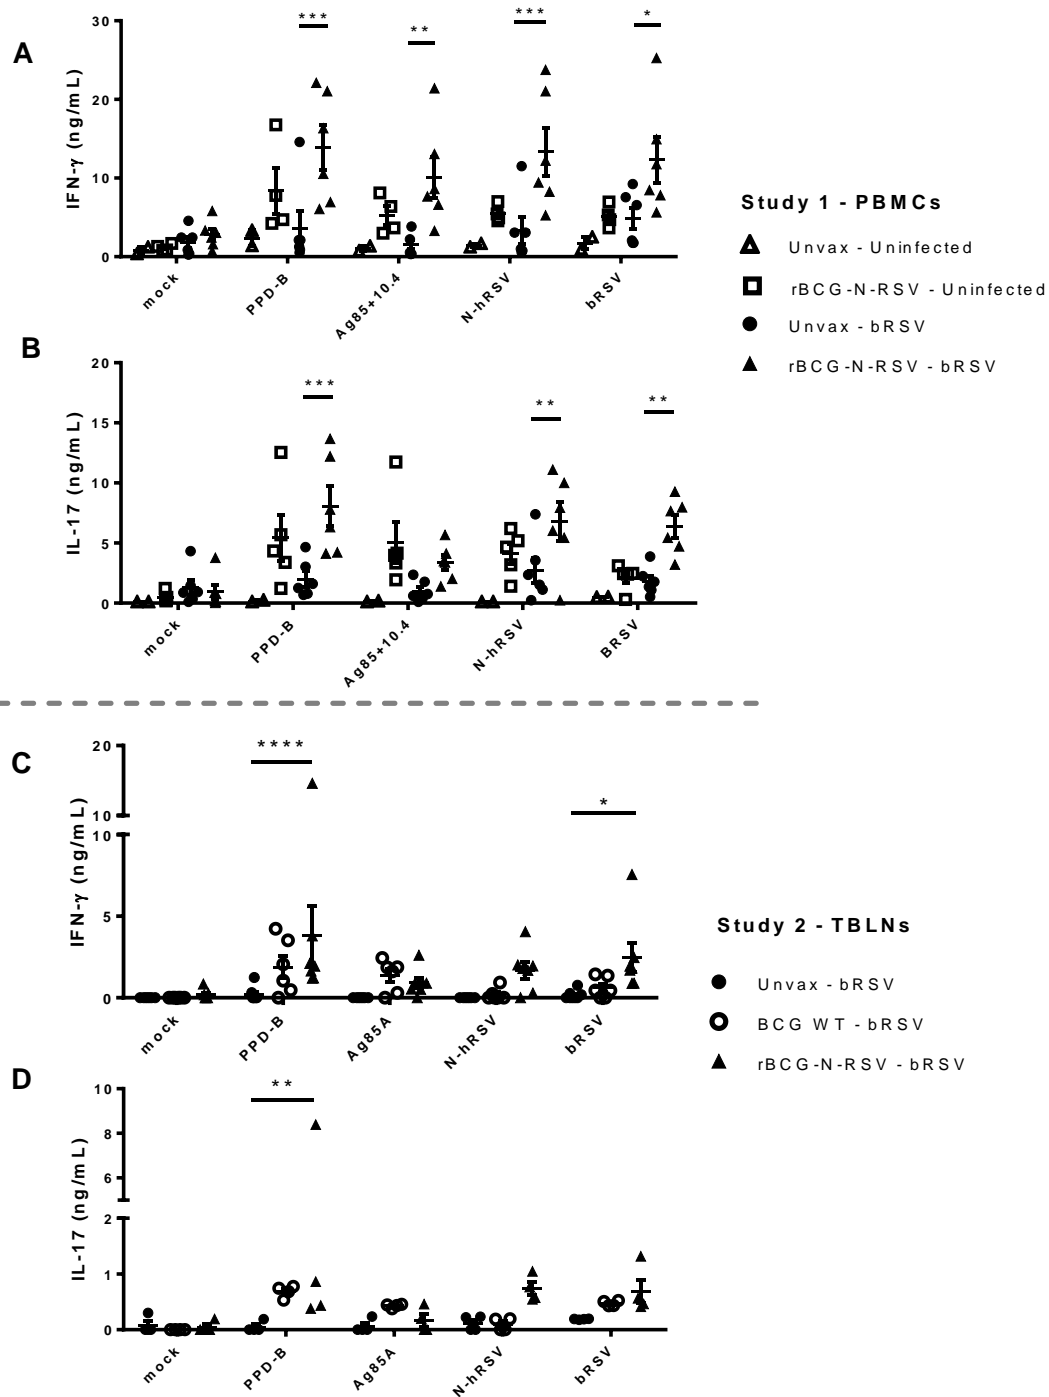 A
IFN-γ (ng/mL)
30
20
10
0
***
**
***
*
mock
PPD-B
Ag85+10.4
N-hRSV
bRSV
Study 1 - PBMCs
Unvax - Uninfected
rBCG-N-RSV - Uninfected
Unvax - bRSV
rBCG-N-RSV - bRSV
B
IL-17 (ng/mL)
20
15
10
5
0
***
**
**
mock
PPD-B
Ag85+10.4
N-hRSV
BRSV
C
IFN-γ (ng/mL)
20
10
10
5
0
****
*
mock
PPD-B
Ag85A
N-hRSV
bRSV
Study 2 - TBLNs
Unvax - bRSV
BCG WT - bRSV
rBCG-N-RSV - bRSV
D
IL-17 (ng/mL)
10
8
6
2
1
0
**
mock
PPD-B
Ag85A
N-hRSV
bRSV